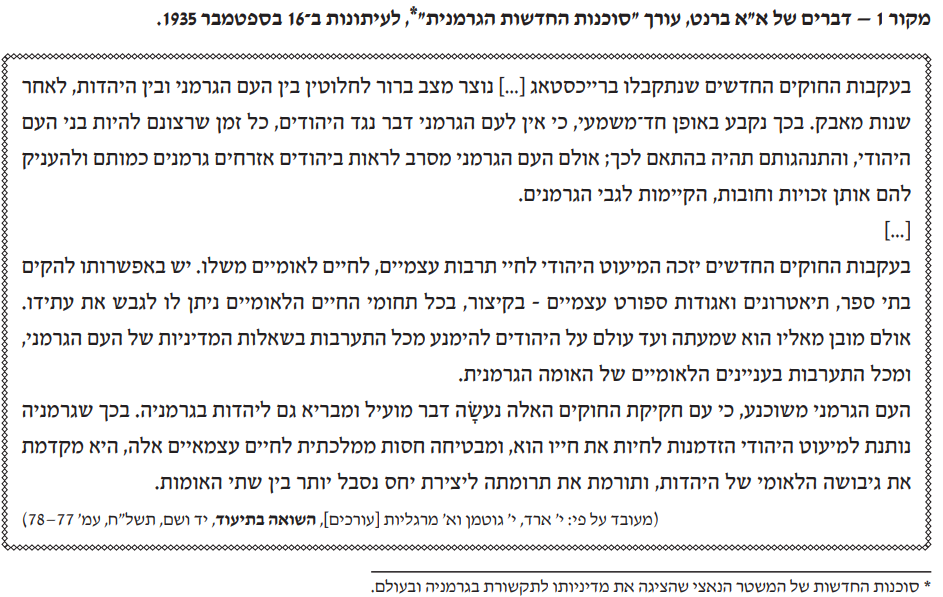 מקור 1 – דברים של א"א ברנט, עורך "סוכנות החדשות הגרמנית"*, לעיתונות ב־16 בספטמבר 1935.
בעקבות החוקים החדשים שנתקבלו ברייכסטאג [...] נוצר מצב ברור לחלוטין בין העם הגרמני ובין היהדות, לאחר
שנות מאבק. בכך נקבע באופן חד־משמעי, כי אין לעם הגרמני דבר נגד היהודים, כל זמן שרצונם להיות בני העם
היהודי, והתנהגותם תהיה בהתאם לכך; אולם העם הגרמני מסרב לראות ביהודים אזרחים גרמנים כמותם ולהעניק
להם אותן זכויות וחובות, הקיימות לגבי הגרמנים.
[...]
בעקבות החוקים החדשים יזכה המיעוט היהודי לחיי תרבות עצמיים, לחיים לאומיים משלו. יש באפשרותו להקים
בתי ספר, תיאטרונים ואגודות ספורט עצמיים - בקיצור, בכל תחומי החיים הלאומיים ניתן לו לגבש את עתידו.
אולם מובן מאליו הוא שמעתה ועד עולם על היהודים להימנע מכל התערבות בשאלות המדיניות של העם הגרמני,
ומכל התערבות בעניינים הלאומיים של האומה הגרמנית.
העם הגרמני משוכנע, כי עם חקיקת החוקים האלה נעשָׂה דבר מועיל ומבריא גם ליהדות בגרמניה. בכך שגרמניה
נותנת למיעוט היהודי הזדמנות לחיות את חייו הוא, ומבטיחה חסות ממלכתית לחיים עצמאיים אלה, היא מקדמת
את גיבושה הלאומי של היהדות, ותורמת את תרומתה ליצירת יחס נסבל יותר בין שתי האומות.
(מעובד על פי: י' ארד, י' גוטמן וא' מרגליות [עורכים], השואה בתיעוד, יד ושם, תשל"ח, עמ' 77–78)
* סוכנות החדשות של המשטר הנאצי שהציגה את מדיניותו לתקשורת בגרמניה ובעולם.